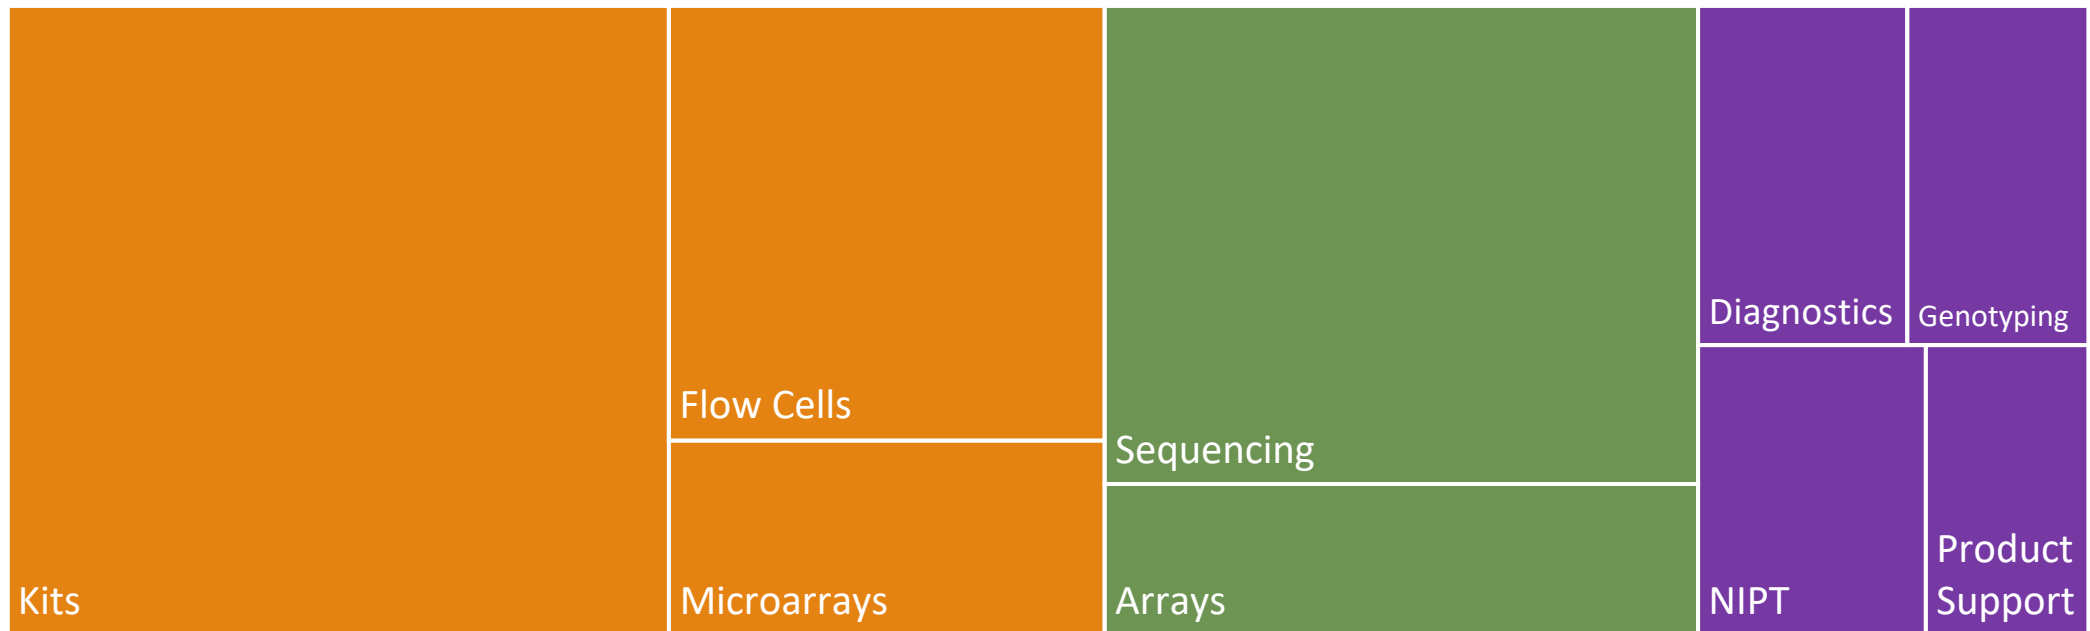 Kits
Flow Cells
Microarrays
Sequencing
Arrays
Diagnostics
Genotyping
NIPT
Product
Support